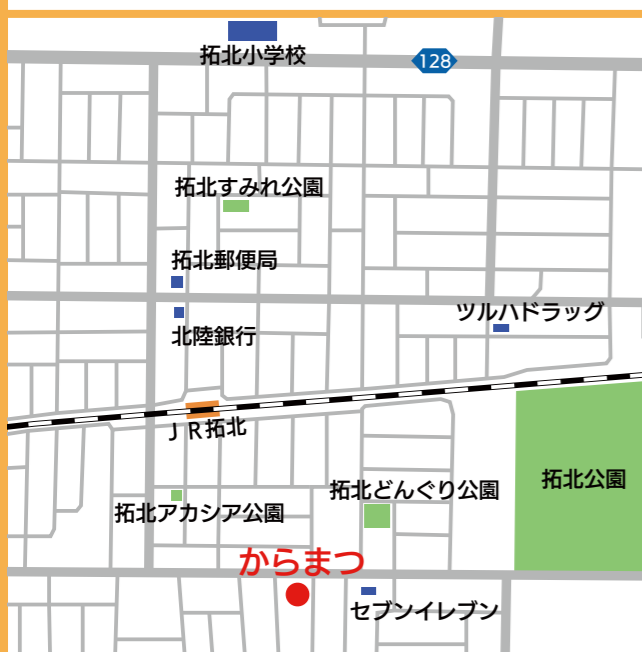 拓北小学校
128
拓北すみれ公園
拓北郵便局
ツルハドラッグ
北陸銀行
JR拓北
拓北公園
拓北どんぐり公園
拓北アカシア公園
からまつ
セブンイレブン